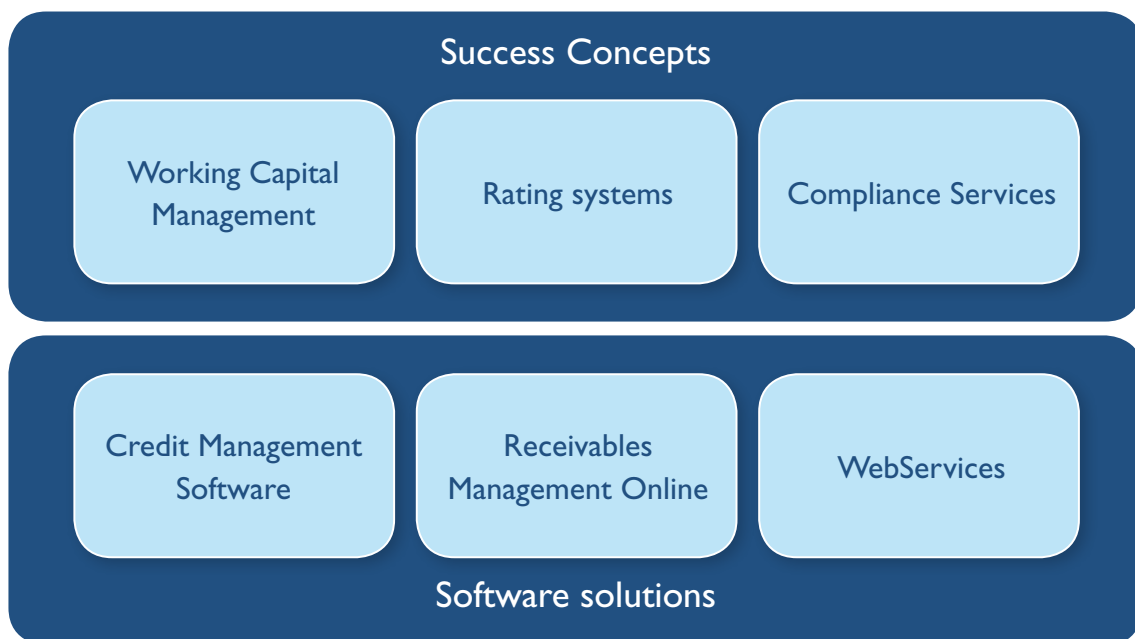 Success Concepts
Working Capital
Management
Rating systems
Compliance Services
Credit Management
Software
Receivables
Management Online
WebServices
Software solutions